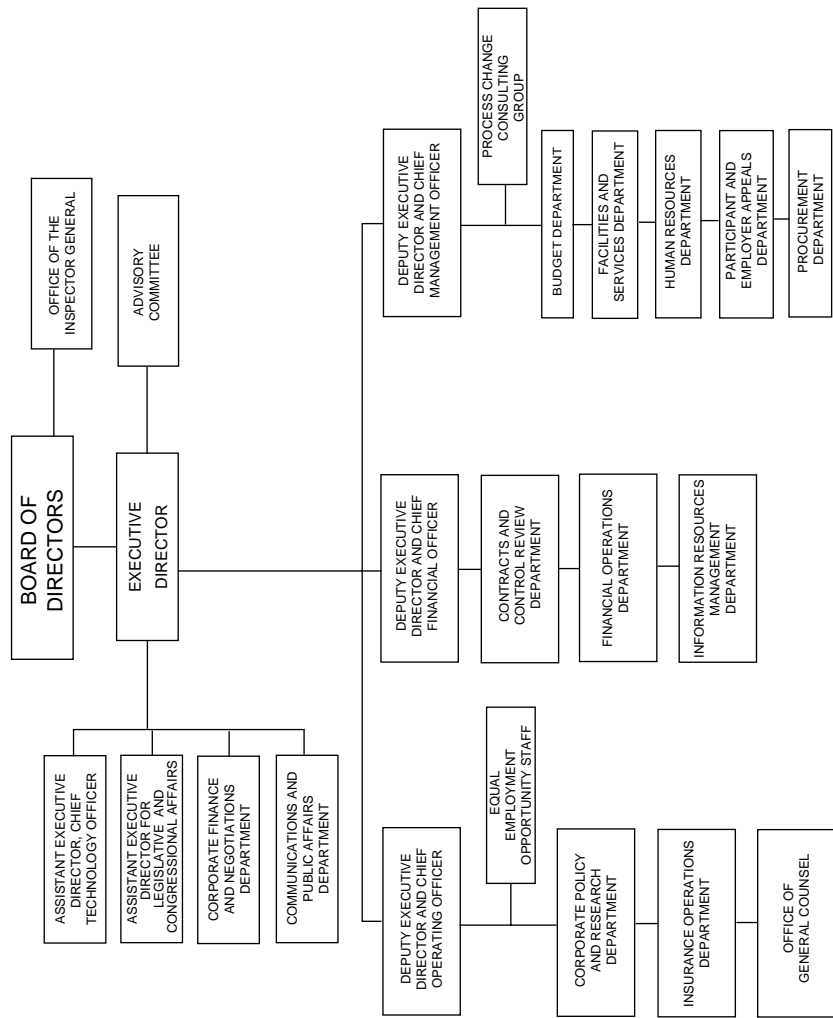 BOARD OF
DIRECTORS
OFFICE OF THE
INSPECTOR GENERAL
EXECUTIVE
DIRECTOR
ADVISORY
COMMITTEE
ASSISTANT EXECUTIVE
DIRECTOR, CHIEF
TECHNOLOGY OFFICER
ASSISTANT EXECUTIVE
DIRECTOR FOR
LEGISLATIVE AND
CONGRESSIONAL AFFAIRS
CORPORATE FINANCE
AND NEGOTIATIONS
DEPARTMENT
COMMUNICATIONS AND
PUBLIC AFFAIRS
DEPARTMENT
DEPUTY EXECUTIVE
DIRECTOR AND CHIEF
OPERATING OFFICER
EQUAL
EMPLOYMENT
OPPORTUNITY STAFF
CORPORATE POLICY
AND RESEARCH
DEPARTMENT
INSURANCE OPERATIONS
DEPARTMENT
OFFICE OF
GENERAL COUNSEL
DEPUTY EXECUTIVE
DIRECTOR AND CHIEF
FINANCIAL OFFICER
CONTRACTS AND
CONTROL REVIEW
DEPARTMENT
FINANCIAL OPERATIONS
DEPARTMENT
INFORMATION RESOURCES
MANAGEMENT
DEPARTMENT
DEPUTY EXECUTIVE
DIRECTOR AND CHIEF
MANAGEMENT OFFICER
PROCESS CHANGE
CONSULTING
GROUP
BUDGET DEPARTMENT
FACILITIES AND
SERVICES DEPARTMENT
HUMAN RESOURCES
DEPARTMENT
PARTICIPANT AND
EMPLOYER APPEALS
DEPARTMENT
PROCUREMENT
DEPARTMENT